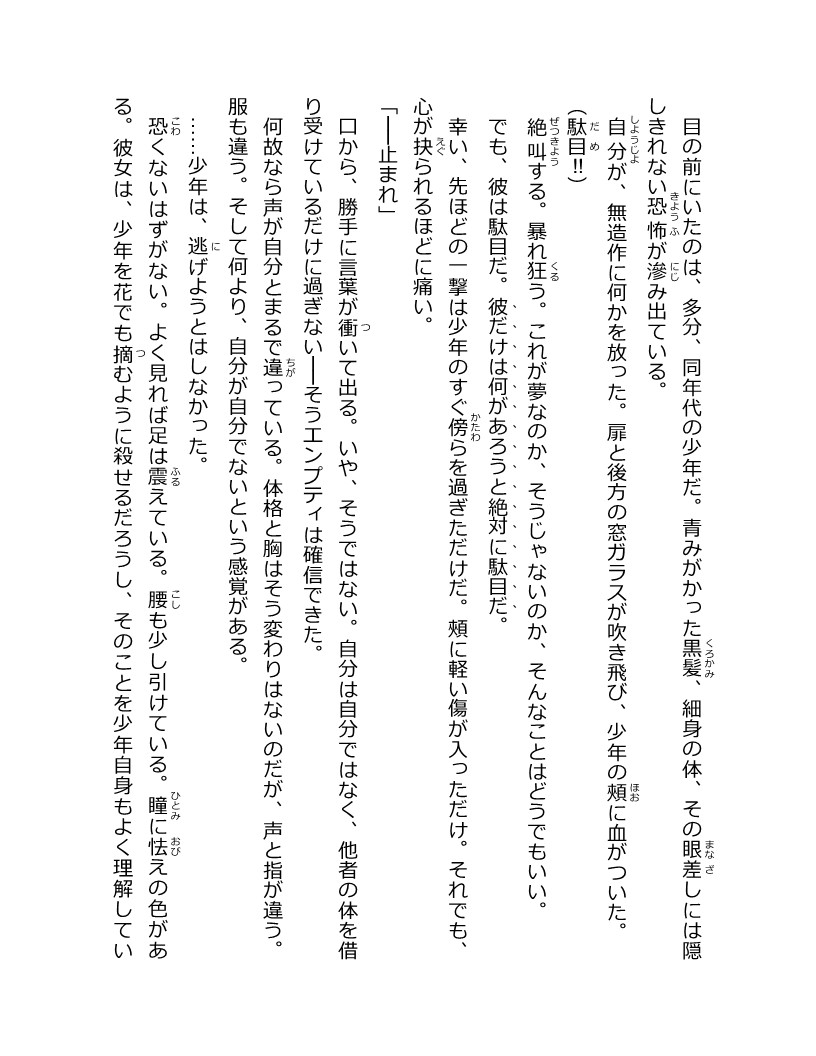 目の前にいたのは、多分、同年代の少年だ。青みがかった黒髪、細身の体、その眼差しには隠
しきれない恐怖が滲み出ている。
自分が、無造作に何かを放った。扉と後方の窓ガラスが吹き飛び、少年の頰に血がついた。
(駄目!!)
絶叫する。暴れ狂う。これが夢なのか、そうじゃないのか、そんなことはどうでもいい。
でも、彼は駄目だ。彼だけは何があろうと絶対に駄目だ。
幸い、先ほどの一撃は少年のすぐ傍らを過ぎただけだ。頰に軽い傷が入っただけ。それでも、
心が抉られるほどに痛い。
「――止まれ」
口から、勝手に言葉が衝いて出る。いや、そうではない。自分は自分ではなく、他者の体を借
り受けているだけに過ぎない――そうエンプティは確信できた。
何故なら声が自分とまるで違っている。体格と胸はそう変わりはないのだが、声と指が違う。
服も違う。そして何より、自分が自分でないという感覚がある。
……少年は、逃げようとはしなかった。
恐くないはずがない。よく見れば足は震えている。腰も少し引けている。瞳に怯えの色があ
る。彼女は、少年を花でも摘むように殺せるだろうし、そのことを少年自身もよく理解してい